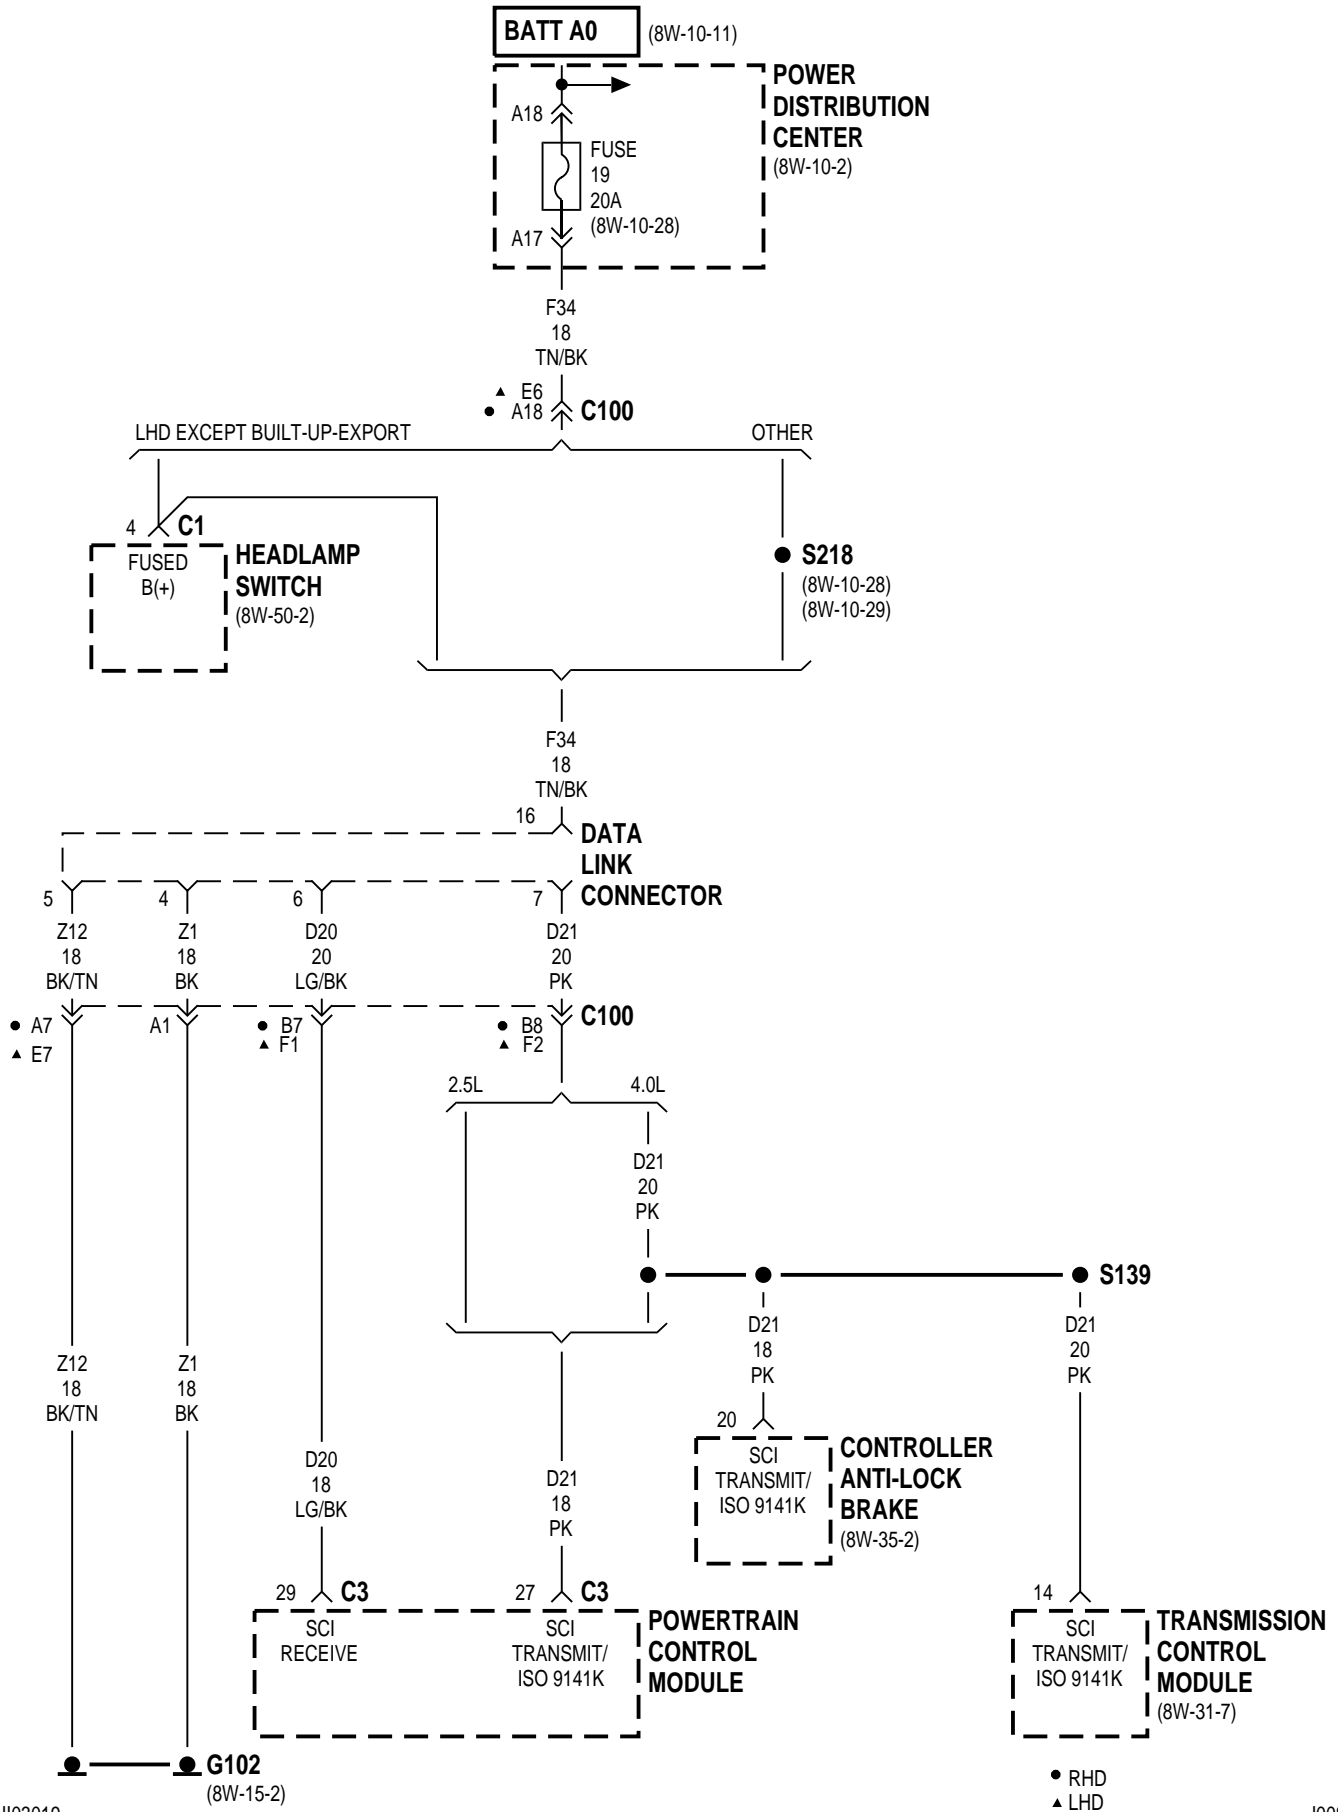 BATT A0
(8W-10-11)
POWER
DISTRIBUTION
CENTER
(8W-10-2)
A18
FUSE
19
20A
(8W-10-28)
A17
F34
18
TN/BK
▲ E6
● A18
C100
LHD EXCEPT BUILT-UP-EXPORT
OTHER
4
C1
FUSED
B(+)
HEADLAMP
SWITCH
(8W-50-2)
S218
(8W-10-28)
(8W-10-29)
F34
18
TN/BK
16
DATA
LINK
CONNECTOR
5
4
6
7
Z12
18
BK/TN
Z1
18
BK
D20
20
LG/BK
D21
20
PK
● A7
▲ E7
A1
● B7
▲ F1
● B8
▲ F2
C100
2.5L
4.0L
D21
20
PK
S139
D21
18
PK
D21
20
PK
Z12
18
BK/TN
Z1
18
BK
D20
18
LG/BK
D21
18
PK
20
SCI
TRANSMIT/
ISO 9141K
CONTROLLER
ANTI-LOCK
BRAKE
(8W-35-2)
29
C3
27
C3
SCI
RECEIVE
SCI
TRANSMIT/
ISO 9141K
POWERTRAIN
CONTROL
MODULE
14
SCI
TRANSMIT/
ISO 9141K
TRANSMISSION
CONTROL
MODULE
(8W-31-7)
G102
(8W-15-2)
● RHD
▲ LHD